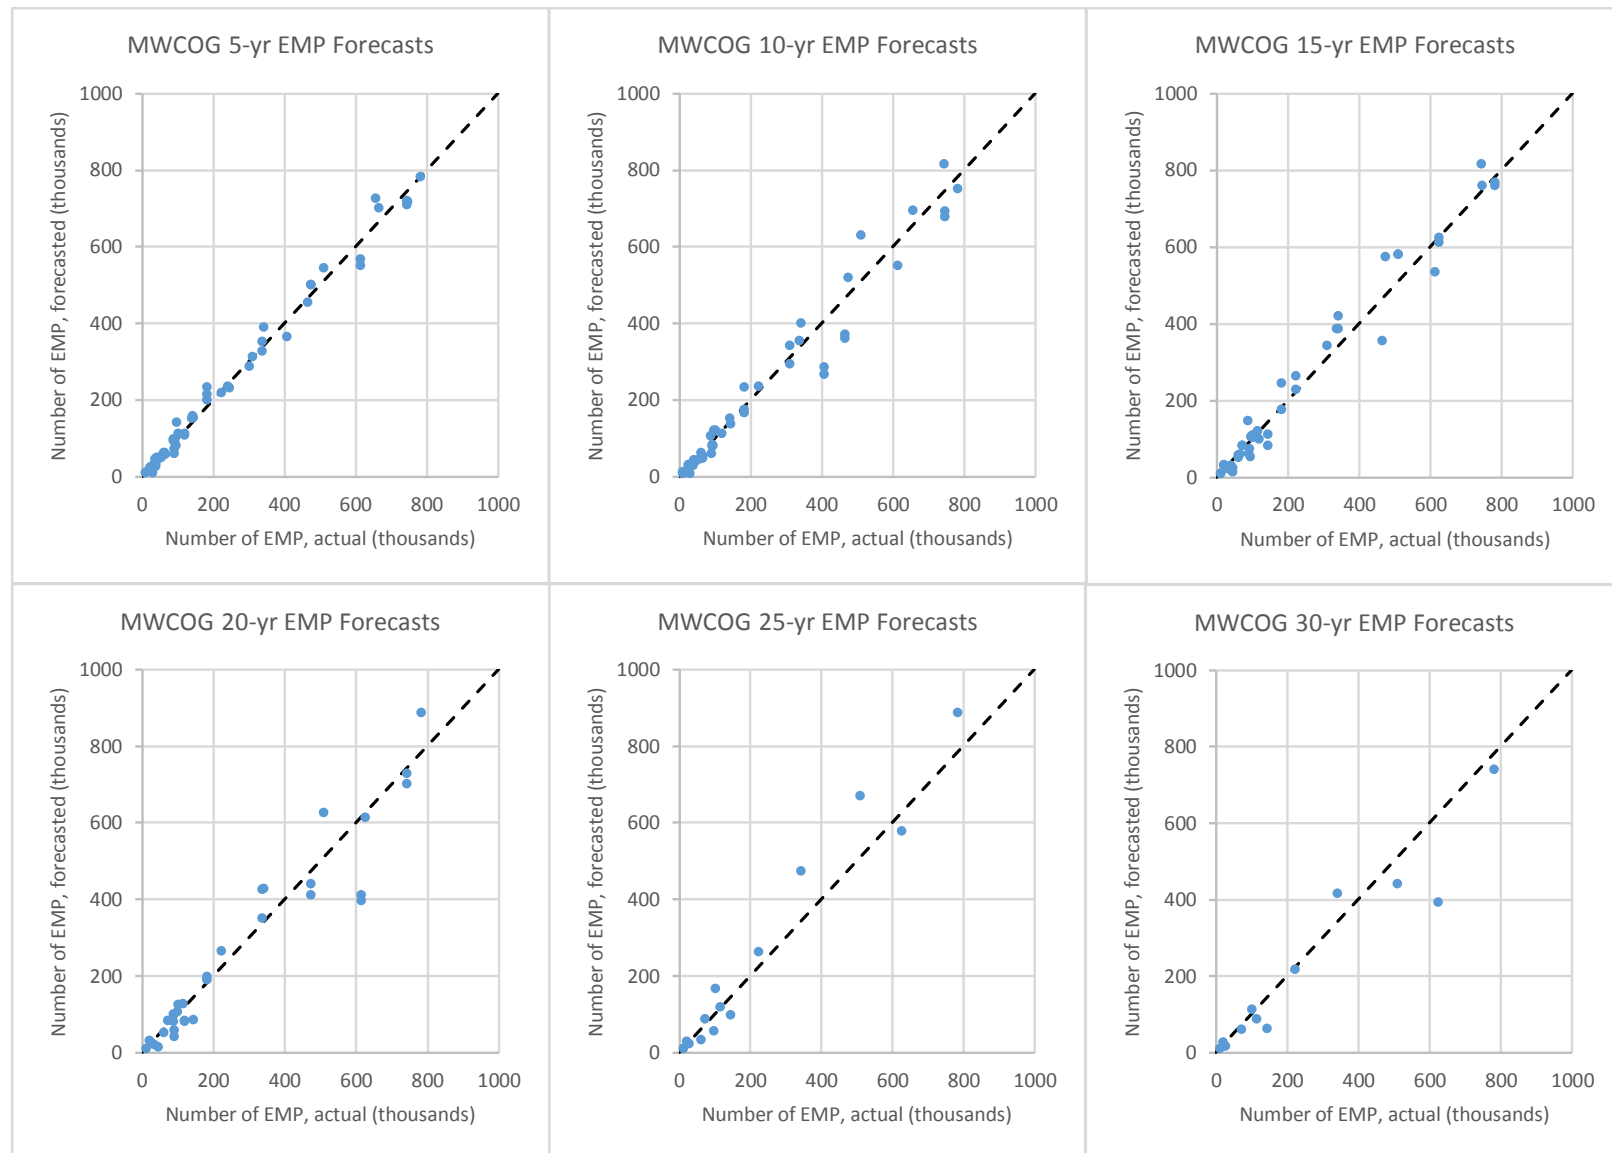 MWCOG 5-yr EMP Forecasts
Number of EMP, forecasted (thousands)
1000
800
600
400
200
0
0 200 400 600 800 1000
Number of EMP, actual (thousands)
MWCOG 10-yr EMP Forecasts
Number of EMP, forecasted (thousands)
1000
800
600
400
200
0
0 200 400 600 800 1000
Number of EMP, actual (thousands)
MWCOG 15-yr EMP Forecasts
Number of EMP, forecasted (thousands)
1000
800
600
400
200
0
0 200 400 600 800 1000
Number of EMP, actual (thousands)
MWCOG 20-yr EMP Forecasts
Number of EMP, forecasted (thousands)
1000
800
600
400
200
0
0 200 400 600 800 1000
Number of EMP, actual (thousands)
MWCOG 25-yr EMP Forecasts
Number of EMP, forecasted (thousands)
1000
800
600
400
200
0
0 200 400 600 800 1000
Number of EMP, actual (thousands)
MWCOG 30-yr EMP Forecasts
Number of EMP, forecasted (thousands)
1000
800
600
400
200
0
0 200 400 600 800 1000
Number of EMP, actual (thousands)